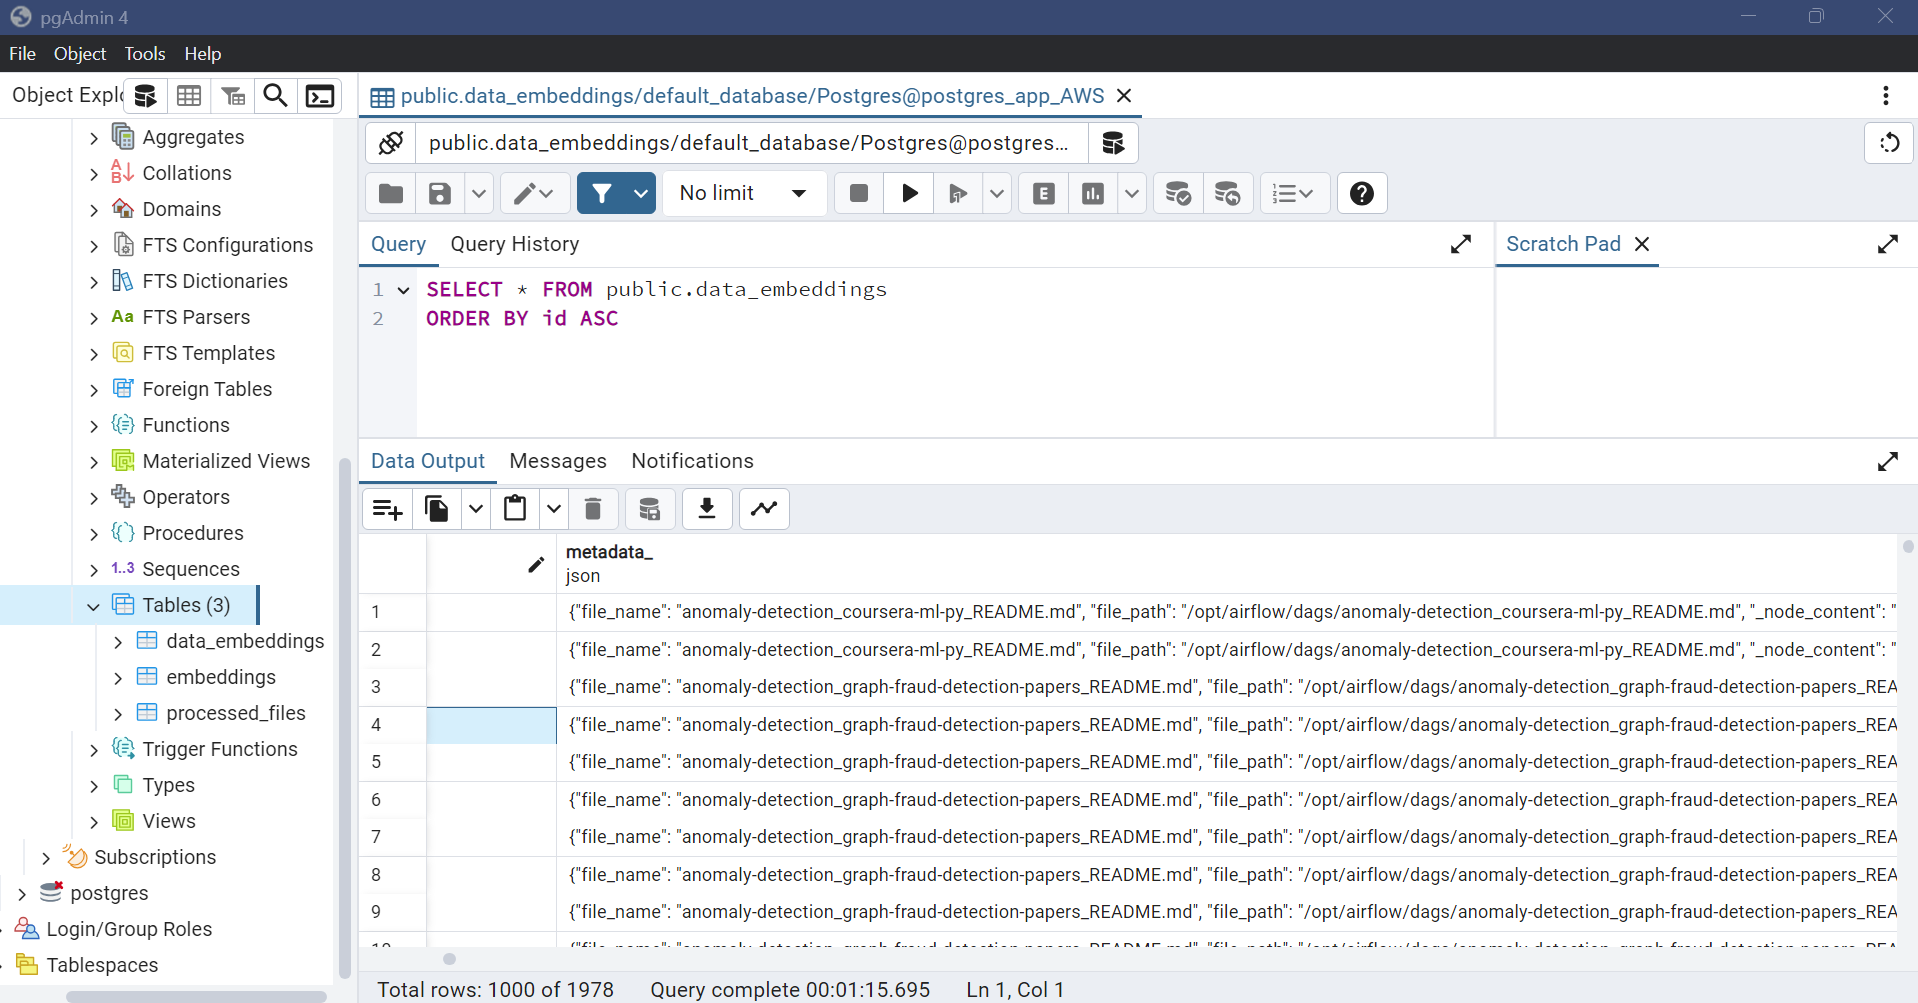 pgAdmin 4
File Object Tools Help
Object Explo
public.data_embeddings/default_database/Postgres@postgres_app_AWS
public.data_embeddings/default_database/Postgres@postgres...
No limit
E
Query Query History
Scratch Pad
1 SELECT * FROM public.data_embeddings
2 ORDER BY id ASC
Aggregates
Collations
Domains
FTS Configurations
FTS Dictionaries
Aa FTS Parsers
FTS Templates
Foreign Tables
Functions
Materialized Views
Operators
Procedures
1..3 Sequences
Tables (3)
data_embeddings
embeddings
processed_files
Trigger Functions
Types
Views
Subscriptions
postgres
Login/Group Roles
Tablespaces
Data Output Messages Notifications
metadata_
json
1 {"file_name": "anomaly-detection_coursera-ml-py_README.md", "file_path": "/opt/airflow/dags/anomaly-detection_coursera-ml-py_README.md", "_node_content": "
2 {"file_name": "anomaly-detection_coursera-ml-py_README.md", "file_path": "/opt/airflow/dags/anomaly-detection_coursera-ml-py_README.md", "_node_content": "
3 {"file_name": "anomaly-detection_graph-fraud-detection-papers_README.md", "file_path": "/opt/airflow/dags/anomaly-detection_graph-fraud-detection-papers_REA
4 {"file_name": "anomaly-detection_graph-fraud-detection-papers_README.md", "file_path": "/opt/airflow/dags/anomaly-detection_graph-fraud-detection-papers_REA
5 {"file_name": "anomaly-detection_graph-fraud-detection-papers_README.md", "file_path": "/opt/airflow/dags/anomaly-detection_graph-fraud-detection-papers_REA
6 {"file_name": "anomaly-detection_graph-fraud-detection-papers_README.md", "file_path": "/opt/airflow/dags/anomaly-detection_graph-fraud-detection-papers_REA
7 {"file_name": "anomaly-detection_graph-fraud-detection-papers_README.md", "file_path": "/opt/airflow/dags/anomaly-detection_graph-fraud-detection-papers_REA
8 {"file_name": "anomaly-detection_graph-fraud-detection-papers_README.md", "file_path": "/opt/airflow/dags/anomaly-detection_graph-fraud-detection-papers_REA
9 {"file_name": "anomaly-detection_graph-fraud-detection-papers_README.md", "file_path": "/opt/airflow/dags/anomaly-detection_graph-fraud-detection-papers_REA
Total rows: 1000 of 1978 Query complete 00:01:15.695 Ln 1, Col 1